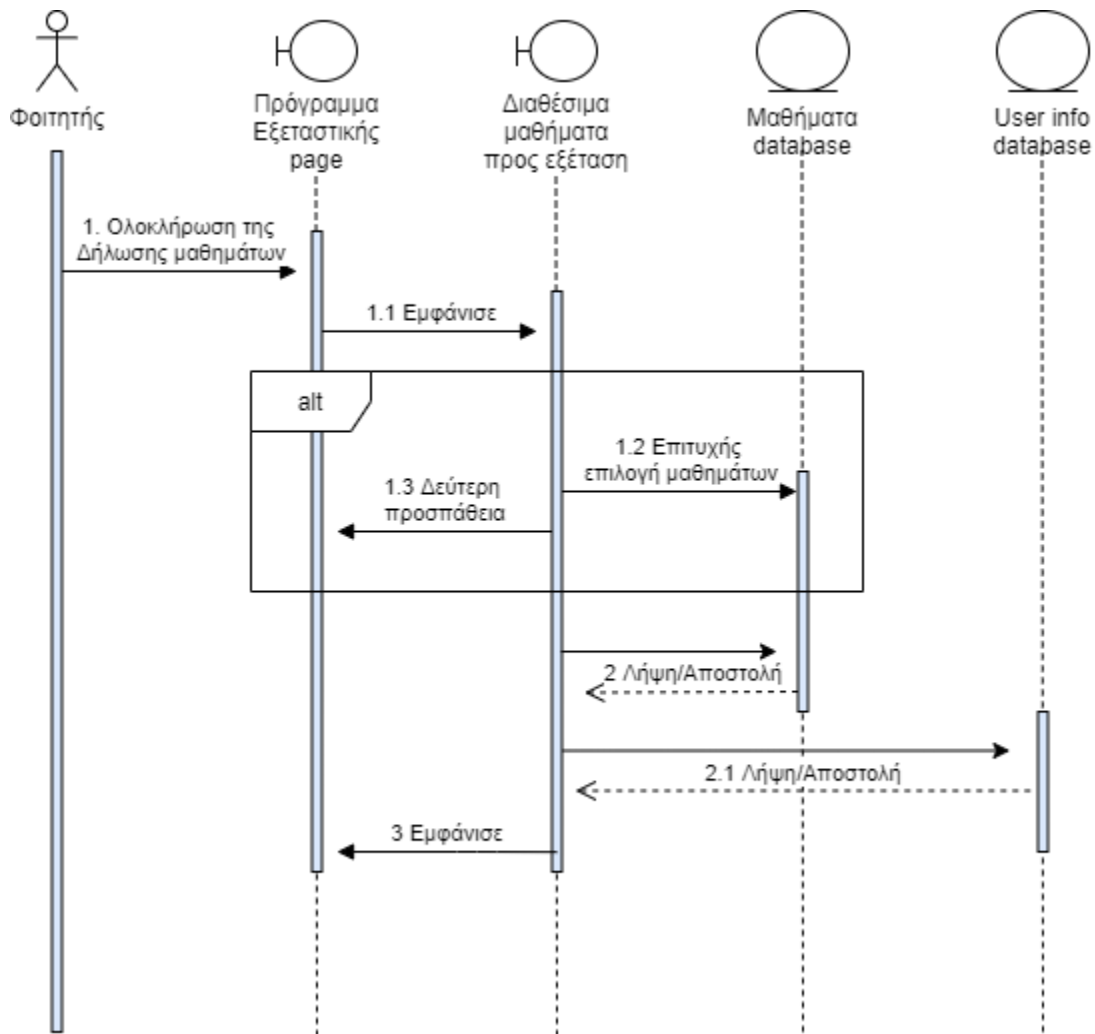 Φοιτητής
Πρόγραμμα
Εξεταστικής
page
Διαθέσιμα
μαθήματα
προς εξέταση
Μαθήματα
database
User info
database
1. Ολοκλήρωση της
Δήλωσης μαθημάτων
1.1 Εμφάνισε
alt
1.2 Επιτυχής
επιλογή μαθημάτων
1.3 Δεύτερη
προσπάθεια
2 Λήψη/Αποστολή
2.1 Λήψη/Αποστολή
3 Εμφάνισε